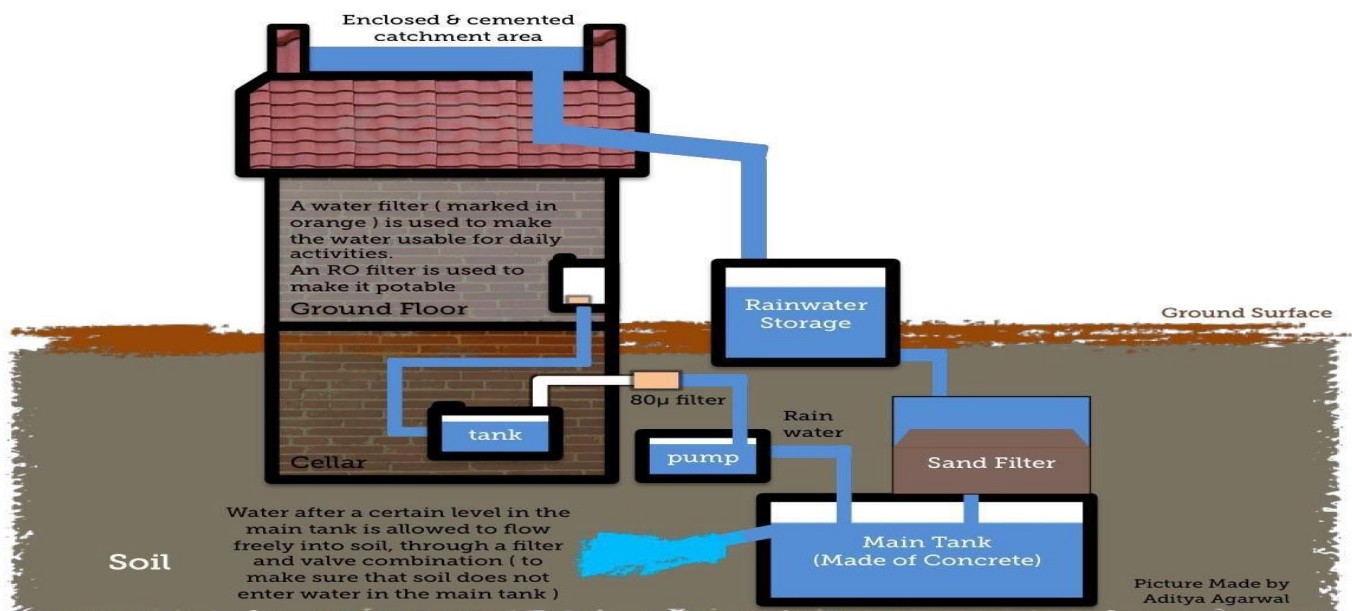 Enclosed & cemented
catchment area
A water filter ( marked in
orange ) is used to make
the water usable for daily
activities.
An RO filter is used to
make it potable
Ground Floor
Rainwater
Storage
Ground Surface
80µ filter
Rain
water
tank
pump
Sand Filter
Cellar
Water after a certain level in the
main tank is allowed to flow
freely into soil, through a filter
and valve combination ( to
make sure that soil does not
enter water in the main tank )
Soil
Main Tank
(Made of Concrete)
Picture Made by
Aditya Agarwal